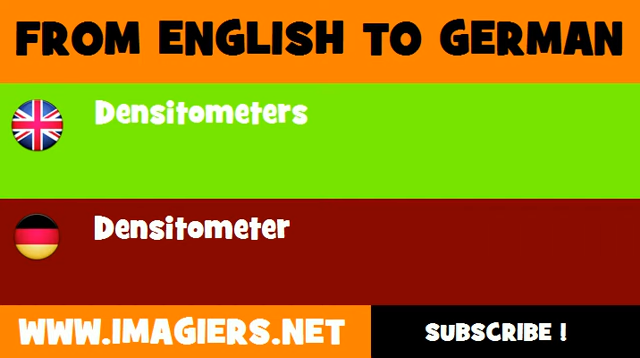 FROM ENGLISH TO GERMAN
Densitometers
Densitometer
WWW.IMAGIERS.NET
SUBSCRIBE !